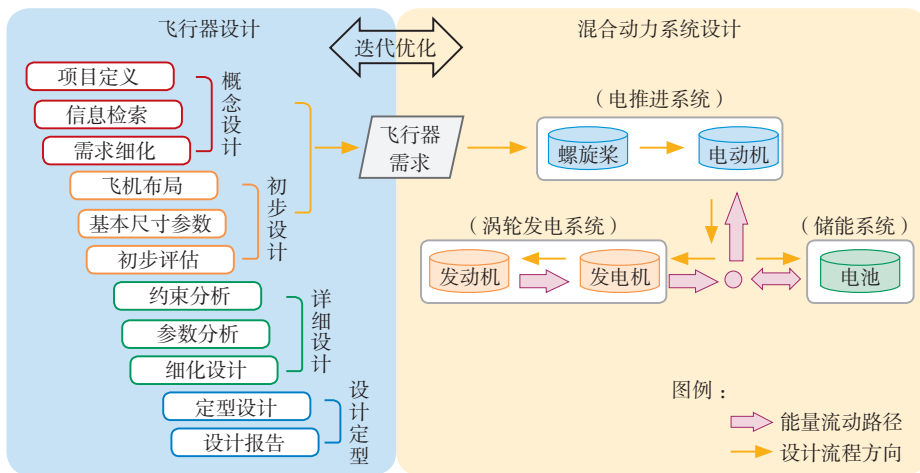 飞行器设计
迭代优化
混合动力系统设计
项目定义
信息检索
需求细化
概念设计
飞机布局
基本尺寸参数
初步评估
初步设计
约束分析
参数分析
细化设计
详细设计
定型设计
设计报告
设计定型
飞行器
需求
(电推进系统)
螺旋桨
电动机
(涡轮发电系统)
发动机
发电机
(储能系统)
电池
图例：
能量流动路径
设计流程方向